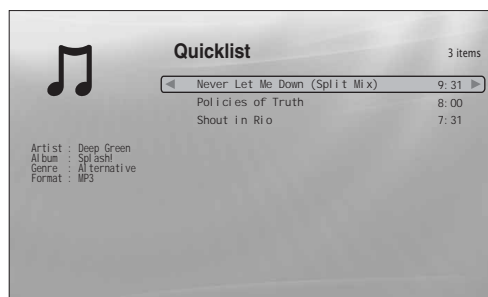 Quicklist
3 items
Never Let Me Down (Split Mix) 9:31
Policies of Truth 8:00
Shout in Rio 7:31
Artist : Deep Green
Album : Splash!
Genre : Alternative
Format : MP3